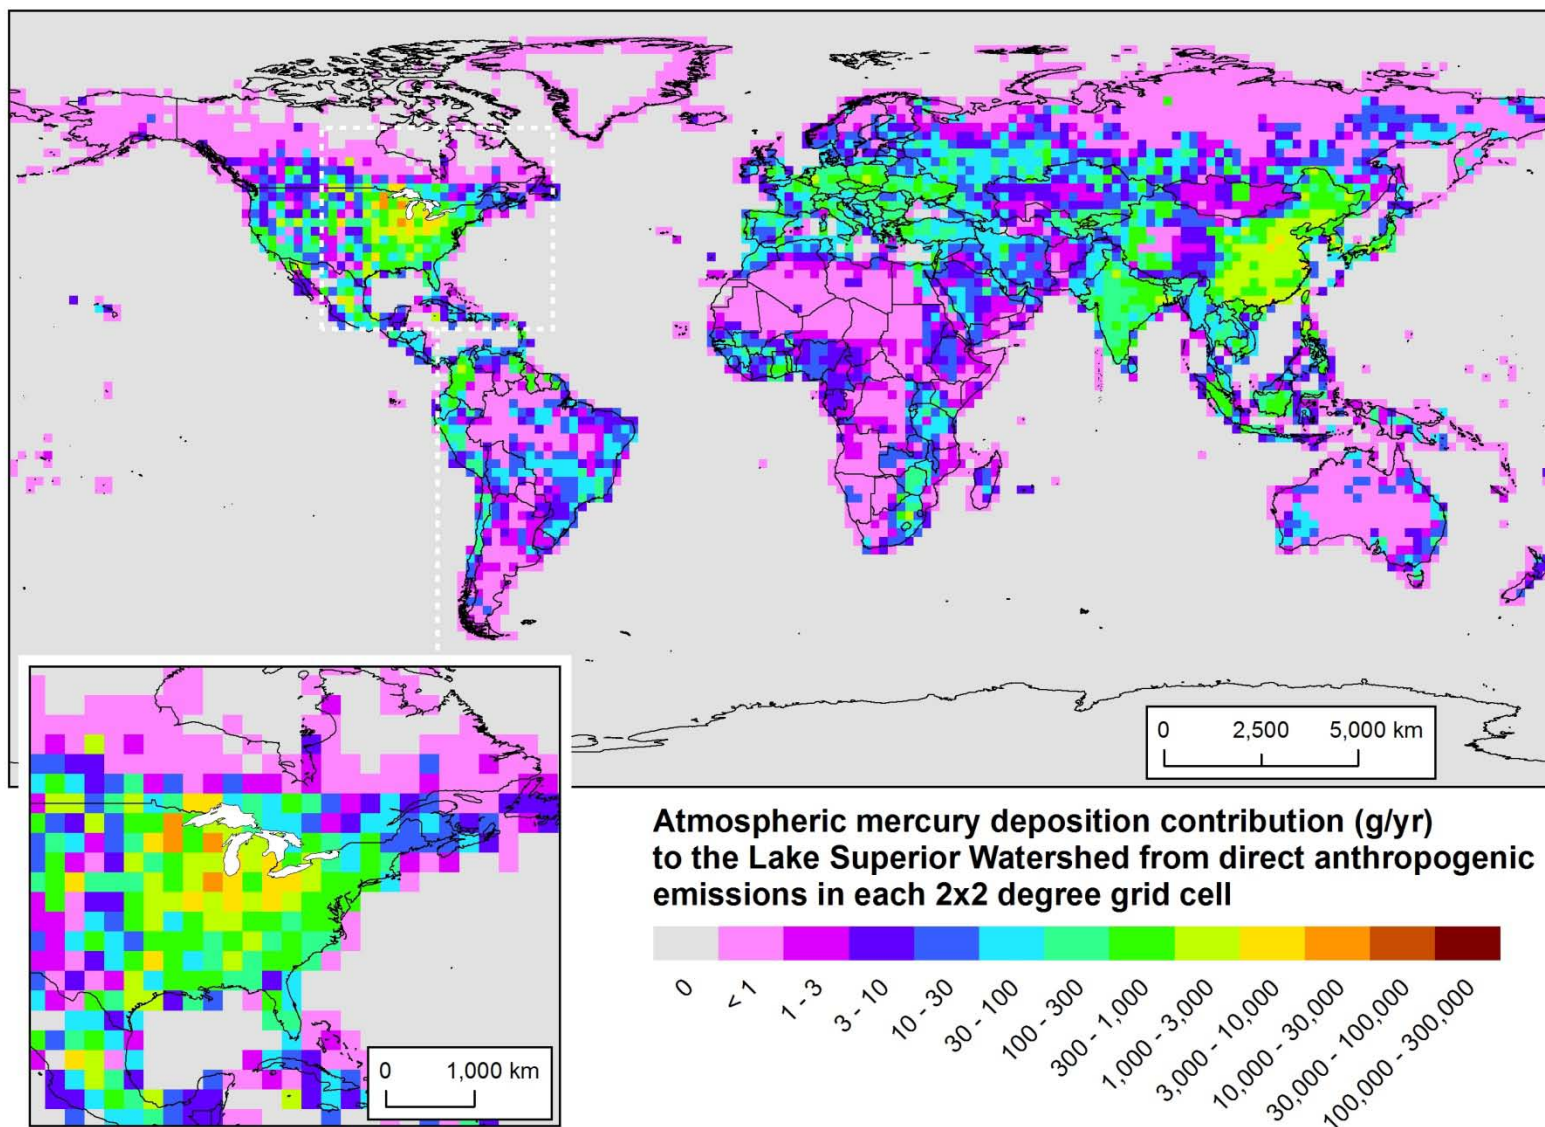 0 2,500 5,000 km
Atmospheric mercury deposition contribution (g/yr)
to the Lake Superior Watershed from direct anthropogenic
emissions in each 2x2 degree grid cell
0
< 1
1 - 3
3 - 10
10 - 30
30 - 100
100 - 300
300 - 1,000
1,000 - 3,000
3,000 - 10,000
10,000 - 30,000
30,000 - 100,000
100,000 - 300,000
0 1,000 km